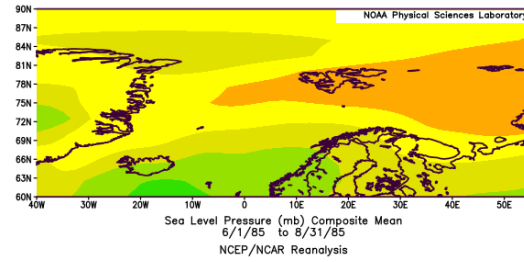 NOAA Physical Sciences Laboratory
90N
87N
84N
81N
78N
75N
72N
69N
66N
63N
60N
40W 30W 20W 10W 0 10E 20E 30E 40E 50E
Sea Level Pressure (mb) Composite Mean
6/1/85 to 8/31/85
NCEP/NCAR Reanalysis